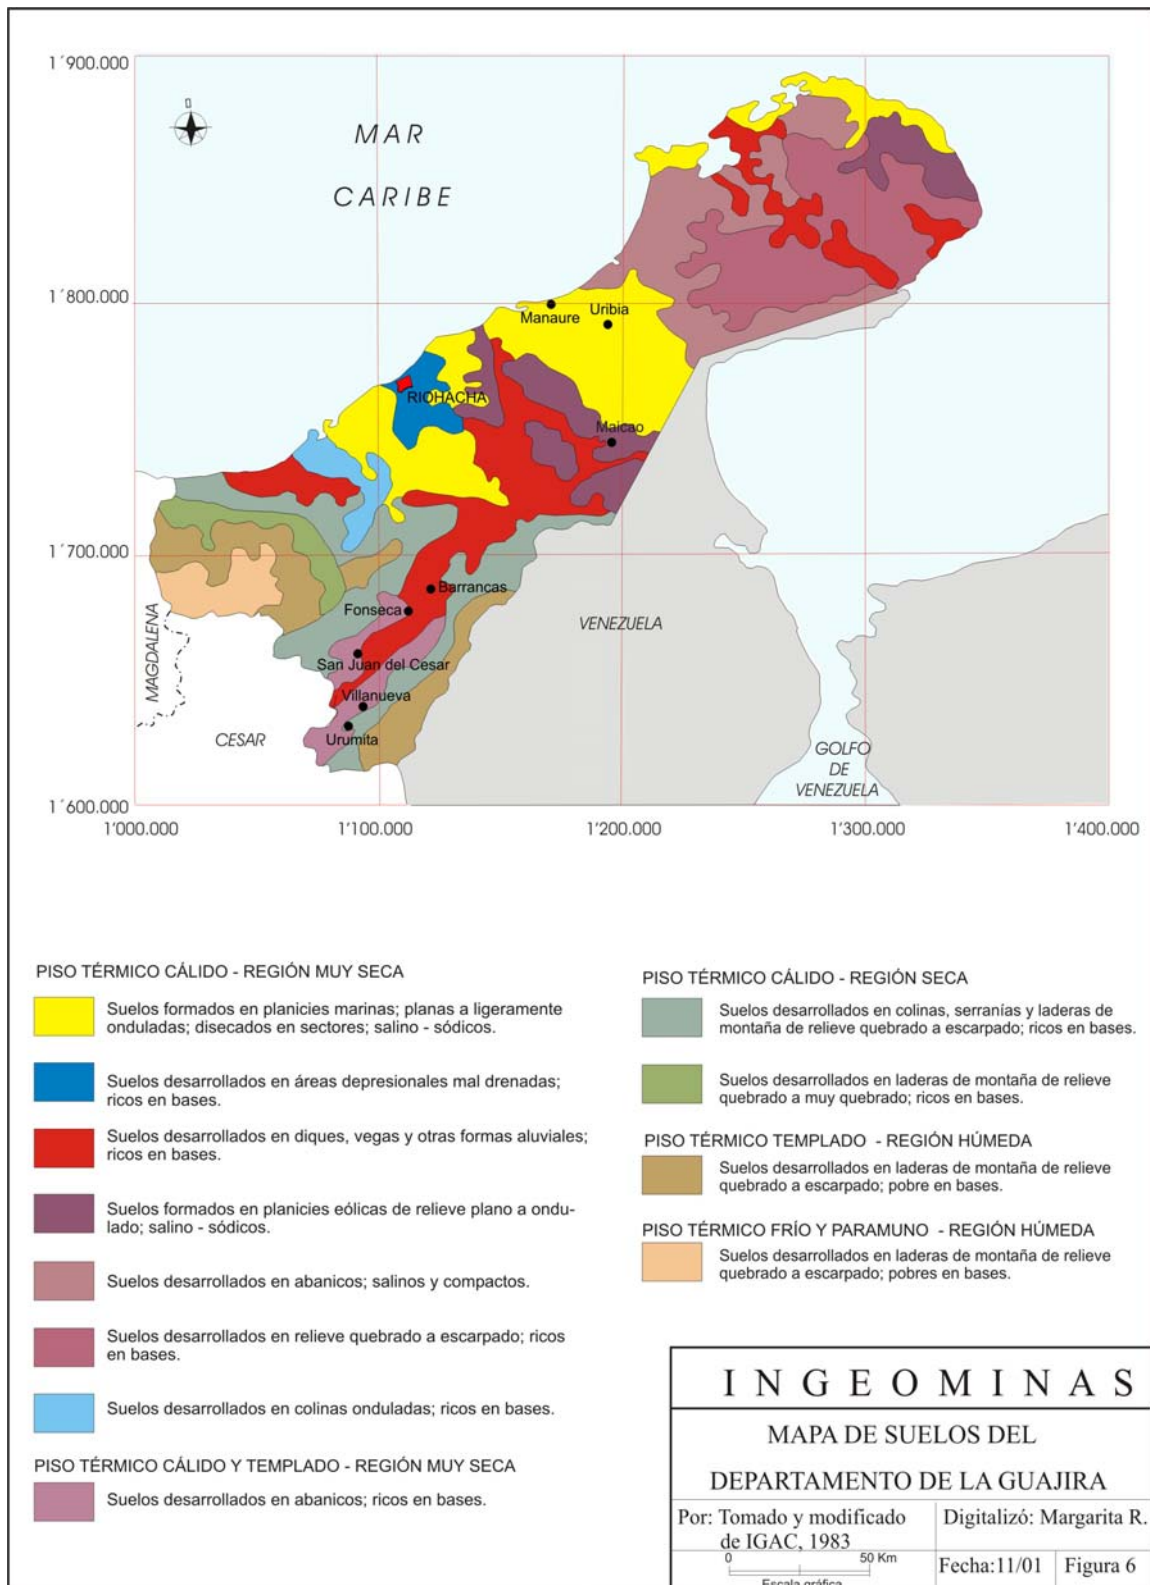 1´900.000
MAR
CARIBE
1´800.000
Manaure
Uribia
RIOHACHA
Maicao
1´700.000
Barrancas
Fonseca
VENEZUELA
MAGDALENA
San Juan del Cesar
Villanueva
CESAR
Urumita
GOLFO
DE
VENEZUELA
1´600.000
1'000.000
1'100.000
1'200.000
1'300.000
1'400.000
PISO TÉRMICO CÁLIDO - REGIÓN MUY SECA
Suelos formados en planicies marinas; planas a ligeramente
onduladas; disecados en sectores; salino - sódicos.
Suelos desarrollados en áreas depresionales mal drenadas;
ricos en bases.
Suelos desarrollados en diques, vegas y otras formas aluviales;
ricos en bases.
Suelos formados en planicies eólicas de relieve plano a ondu-
lado; salino - sódicos.
Suelos desarrollados en abanicos; salinos y compactos.
Suelos desarrollados en relieve quebrado a escarpado; ricos
en bases.
Suelos desarrollados en colinas onduladas; ricos en bases.
PISO TÉRMICO CÁLIDO Y TEMPLADO - REGIÓN MUY SECA
Suelos desarrollados en abanicos; ricos en bases.
PISO TÉRMICO CÁLIDO - REGIÓN SECA
Suelos desarrollados en colinas, serranías y laderas de
montaña de relieve quebrado a escarpado; ricos en bases.
Suelos desarrollados en laderas de montaña de relieve
quebrado a muy quebrado; ricos en bases.
PISO TÉRMICO TEMPLADO - REGIÓN HÚMEDA
Suelos desarrollados en laderas de montaña de relieve
quebrado a escarpado; pobre en bases.
PISO TÉRMICO FRÍO Y PARAMUNO - REGIÓN HÚMEDA
Suelos desarrollados en laderas de montaña de relieve
quebrado a escarpado; pobres en bases.
INGEOMINAS
MAPA DE SUELOS DEL
DEPARTAMENTO DE LA GUAJIRA
Por: Tomado y modificado
de IGAC, 1983
Digitalizó: Margarita R.
0 50 Km
Escala gráfica
Fecha:11/01
Figura 6